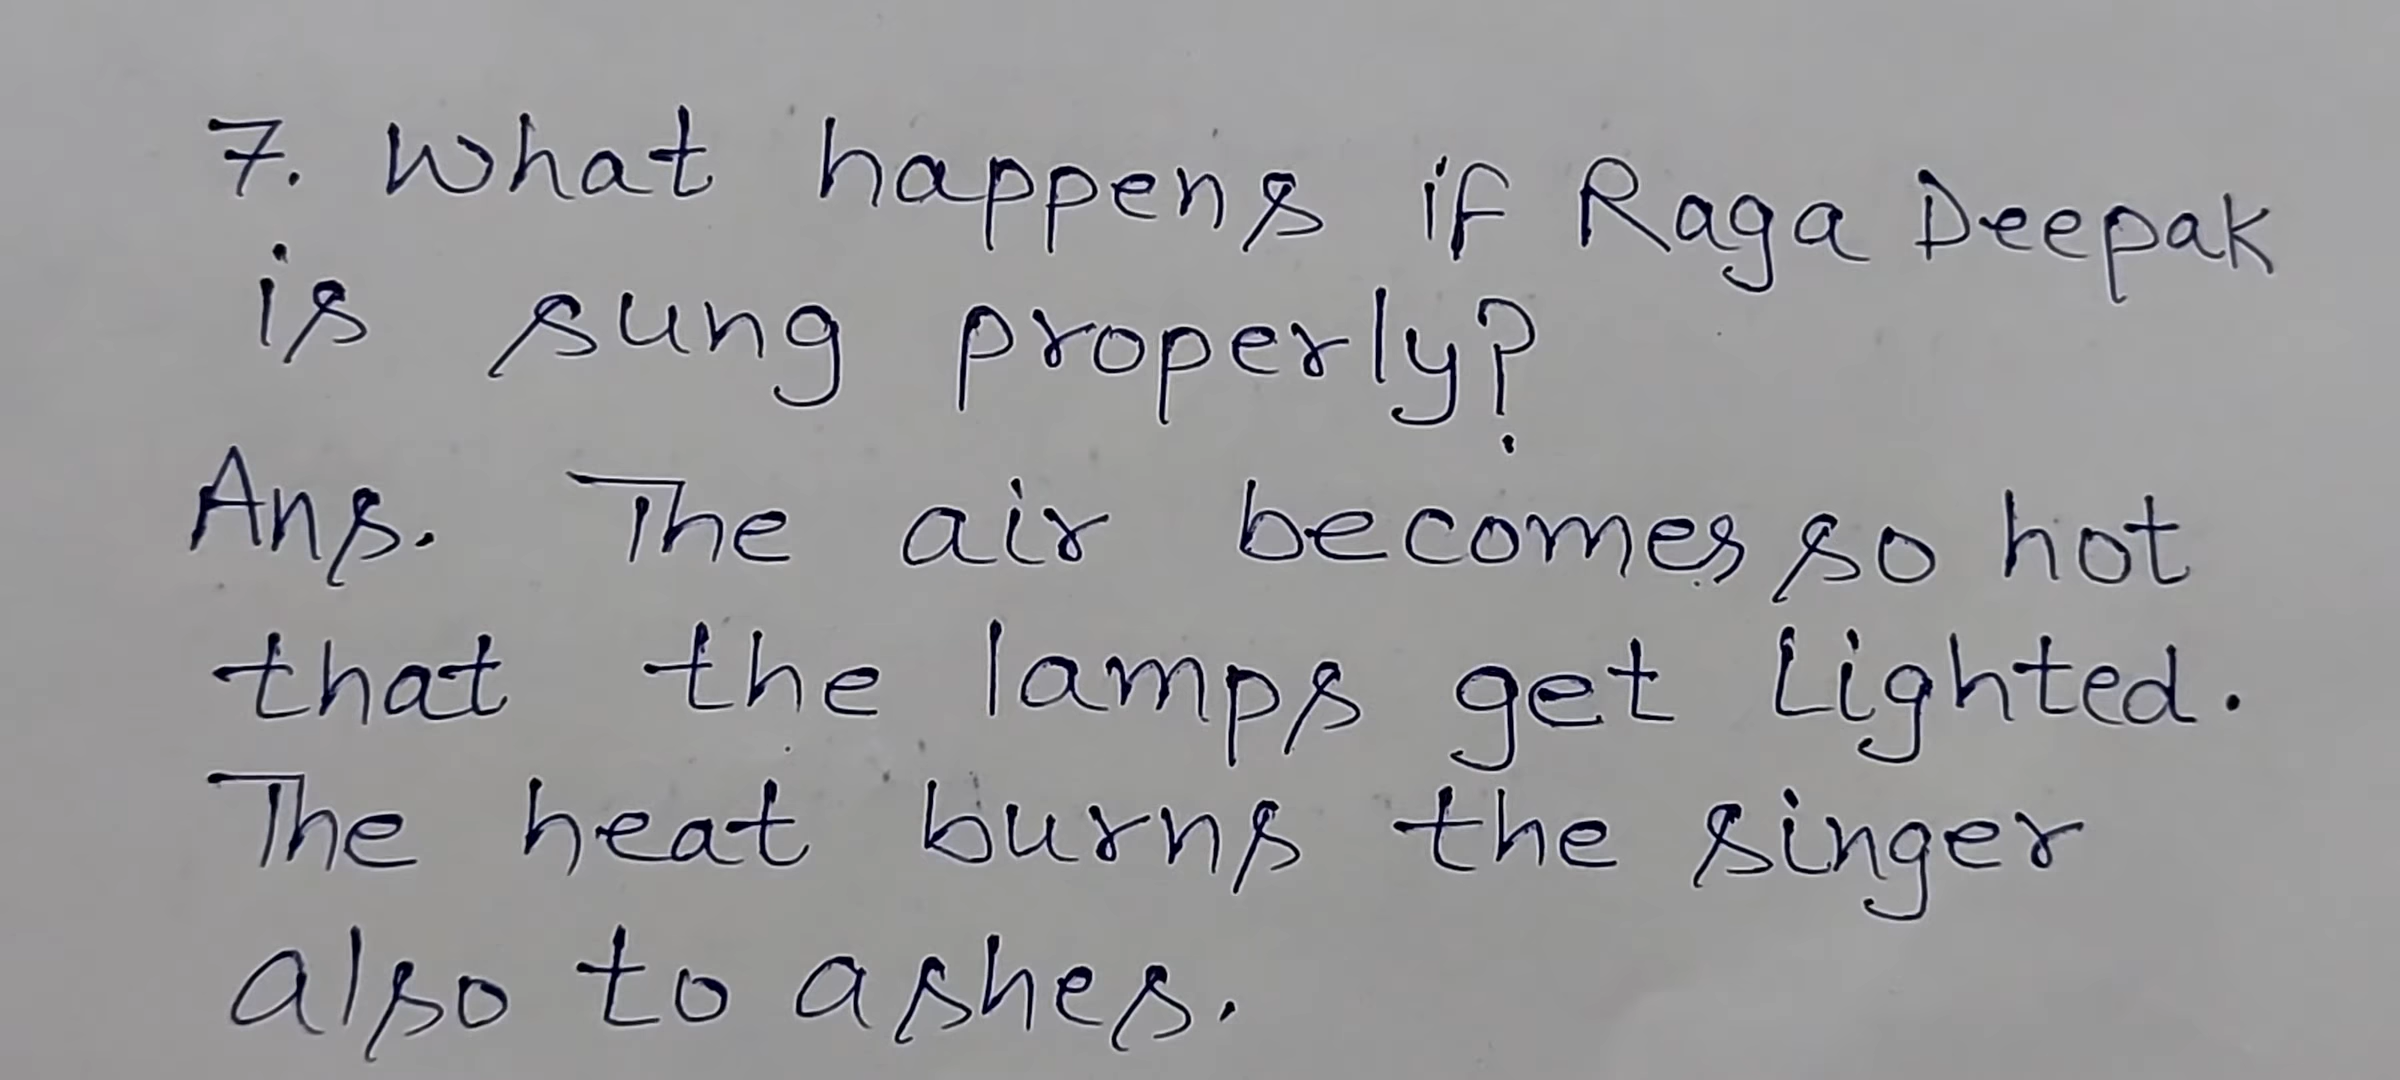 7. What happens if Raga Deepak
is sung properly?
Ans. The air becomes so hot
that the lamps get Lighted.
The heat burns the singer
also to ashes.